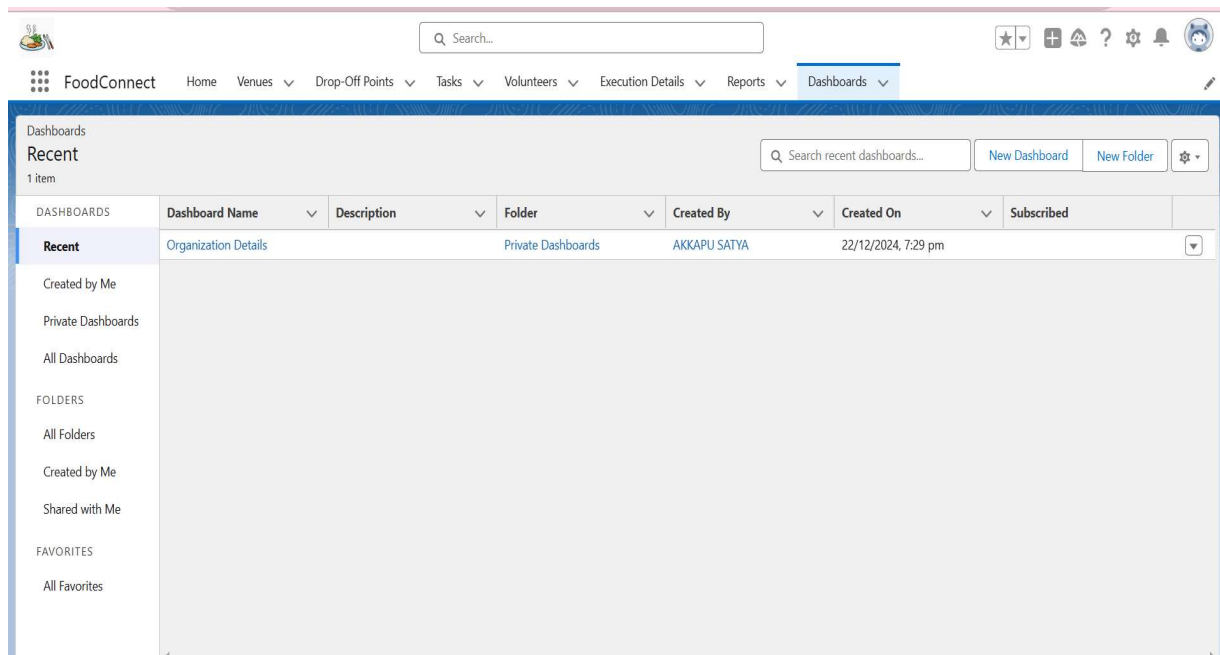 Search...
FoodConnect Home Venues Drop-Off Points Tasks Volunteers Execution Details Reports Dashboards
Dashboards
Recent
1 item
Search recent dashboards...
New Dashboard
New Folder
DASHBOARDS
Dashboard Name Description Folder Created By Created On Subscribed
Recent
Organization Details Private Dashboards AKKAPU SATYA 22/12/2024, 7:29 pm
Created by Me
Private Dashboards
All Dashboards
FOLDERS
All Folders
Created by Me
Shared with Me
FAVORITES
All Favorites